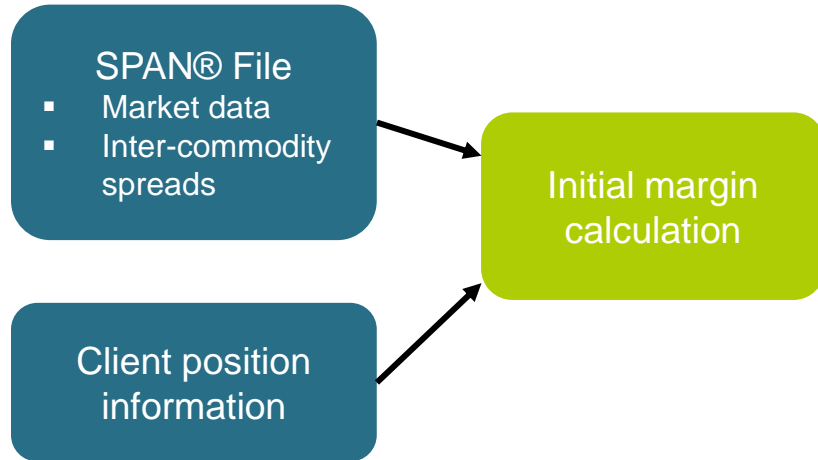 SPAN® File
▪ Market data
▪ Inter-commodity
spreads
Initial margin
calculation
Client position
information